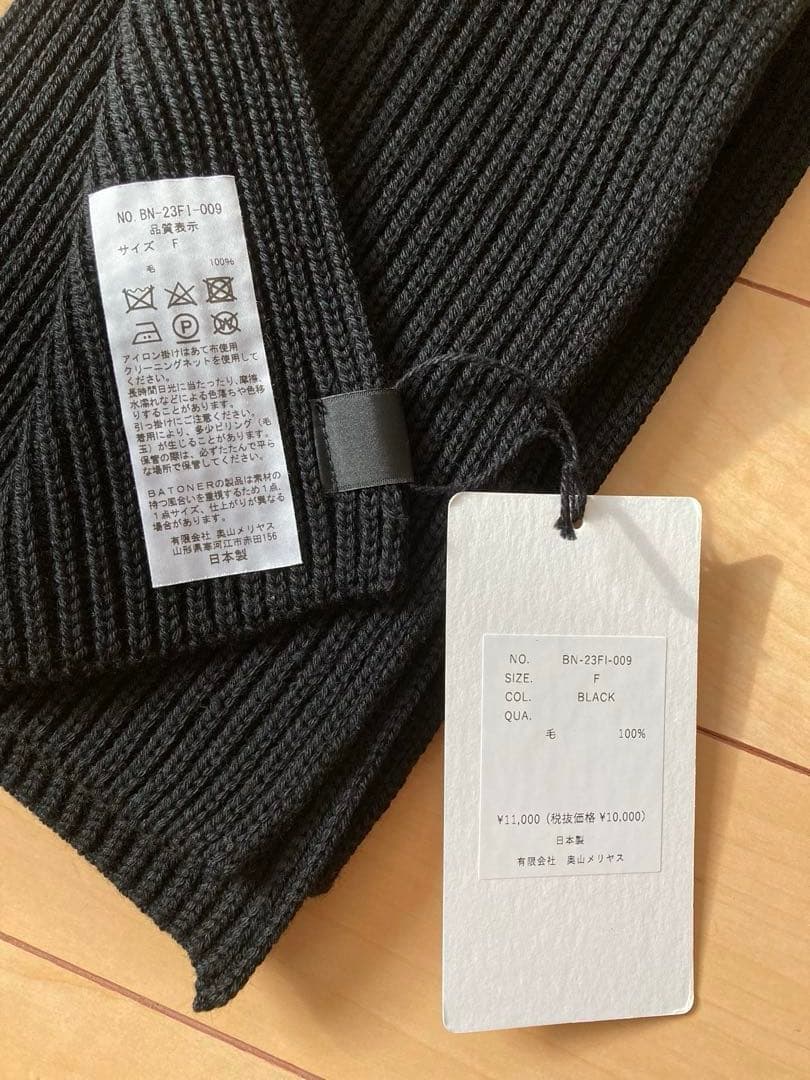 NO. BN-23FI-009
品質表示
サイズ F
毛 100%
P
W
アイロン掛けはあて布使用
クリーニングネットを使用して
ください。
長時間日光に当たったり、摩擦、
水濡れなどによる色落ちや色移
りすることがあります。
引っ掛けにご注意ください。
着用により、多少ピリング(毛
玉)が生じることがあります。
保管の際は、必ずたたんで平ら
な場所で保管してください。
BATONERの製品は素材の
持つ風合いを重視するため1点、
1点サイズ、仕上がりが異なる
場合があります。
有限会社 奥山メリヤス
山形県寒河江市赤田156
日本製
NO. BN-23FI-009
SIZE. F
COL. BLACK
QUA.
毛 100%
¥11,000 (税抜価格 ¥10,000)
日本製
有限会社 奥山メリヤス